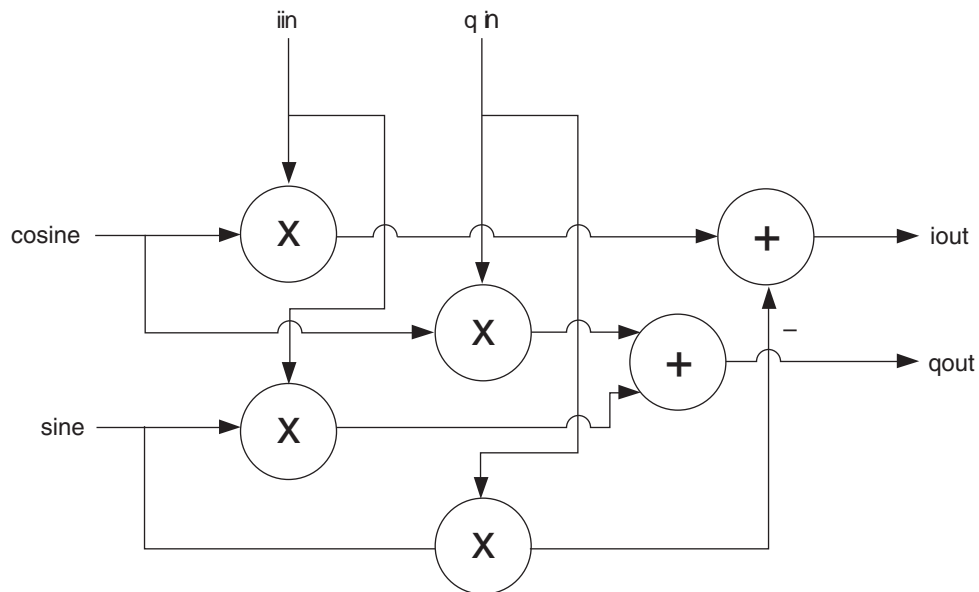 iin
q in
cosine
X
+
iout
X
+
–
qout
sine
X
X